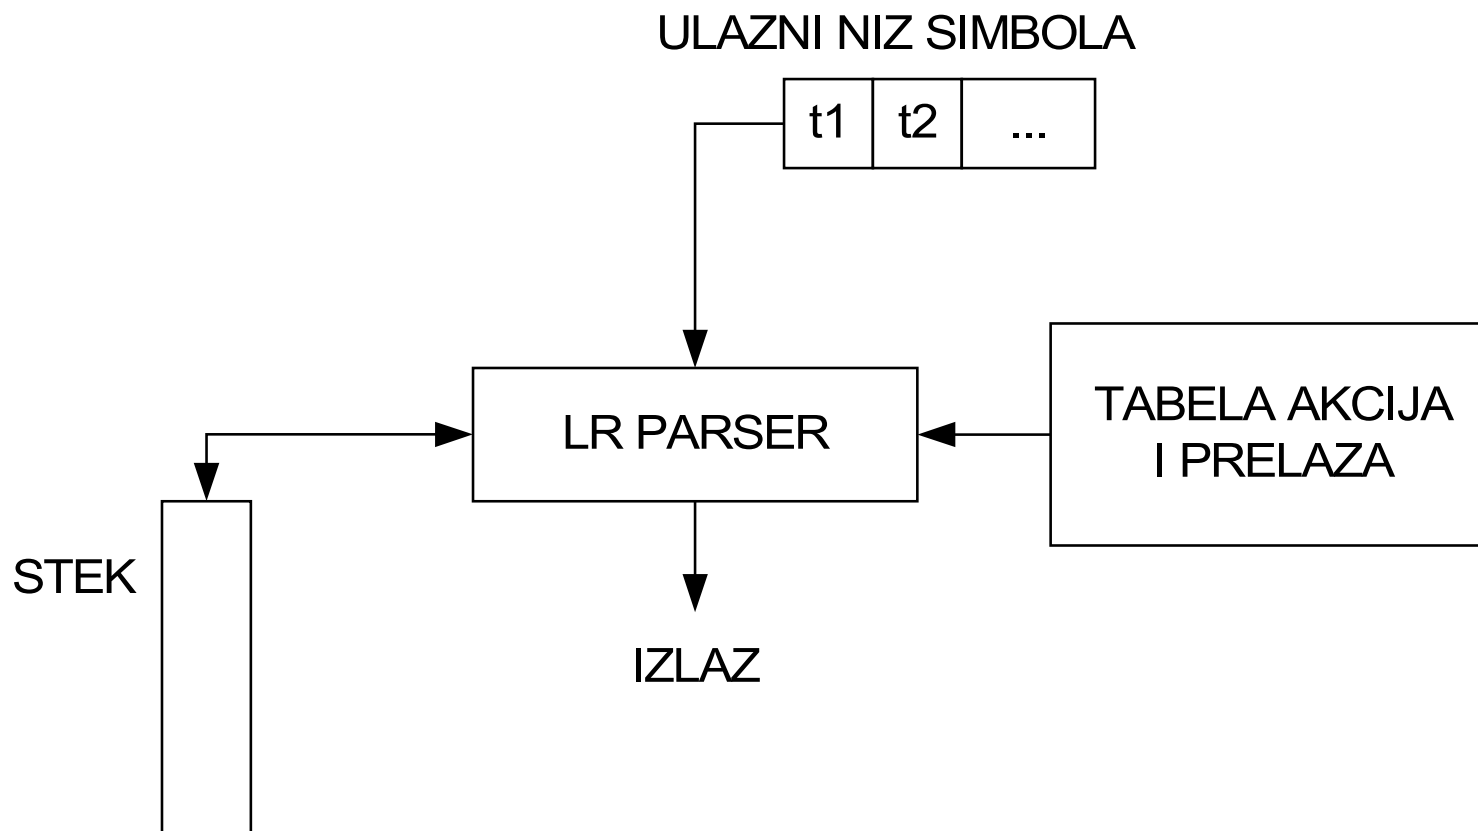 ULAZNI NIZ SIMBOLA
t1 t2 ...
LR PARSER
TABELA AKCIJA
I PRELAZA
STEK
IZLAZ